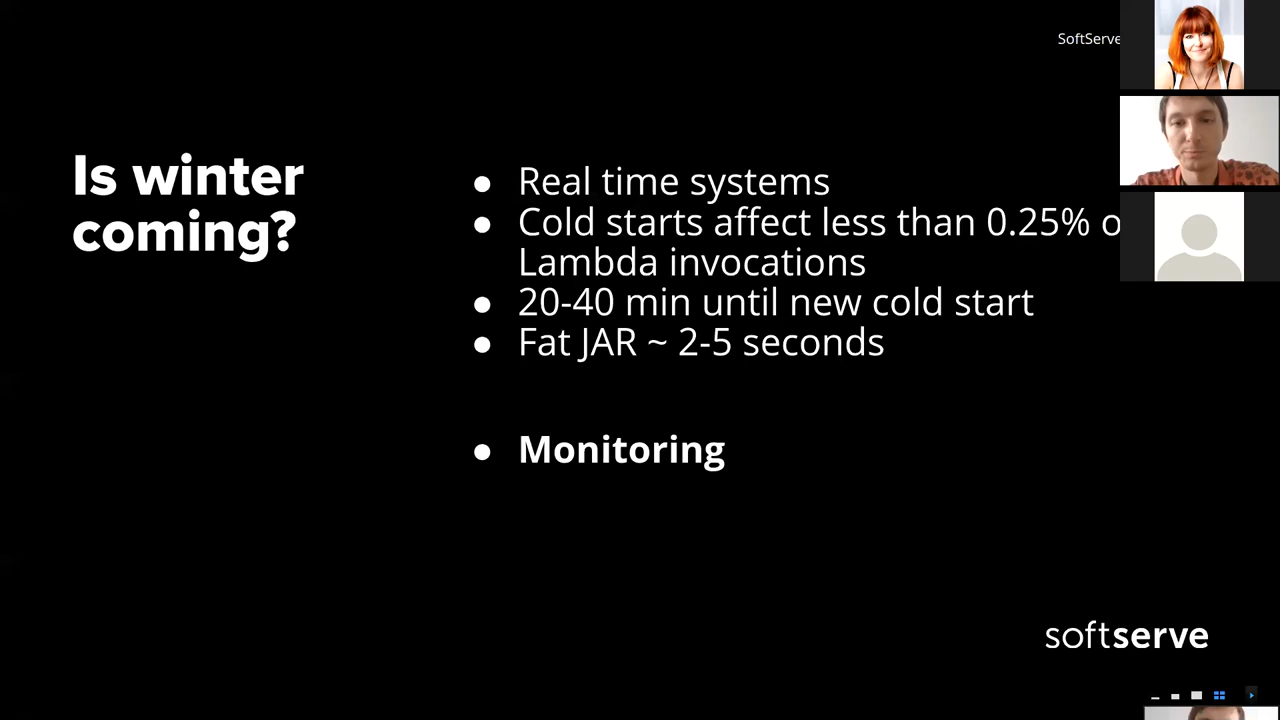 SoftServe
Is winter
coming?
● Real time systems
● Cold starts affect less than 0.25% o
Lambda invocations
● 20-40 min until new cold start
● Fat JAR ~ 2-5 seconds
● Monitoring
softserve